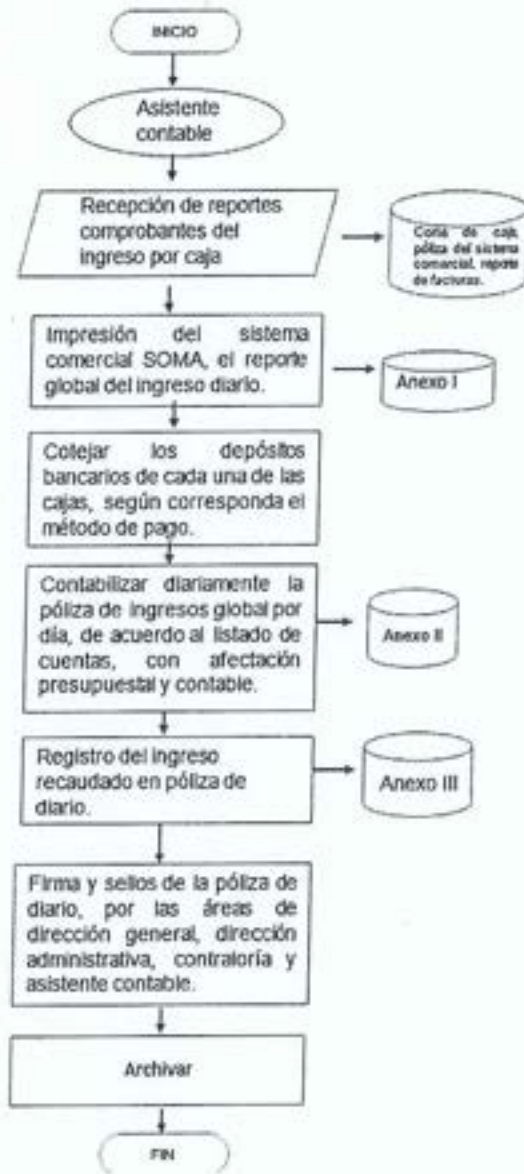 INICIO
Asistente
contable
Recepción de reportes
comprobantes del
ingreso por caja
Corte de caja,
póliza del sistema
comercial, reporte
de facturas.
Impresión del sistema
comercial SOMA, el reporte
global del ingreso diario.
Anexo I
Cotejar los depósitos
bancarios de cada una de las
cajas, según corresponda el
método de pago.
Contabilizar diariamente la
póliza de ingresos global por
día, de acuerdo al listado de
cuentas, con afectación
presupuestal y contable.
Anexo II
Registro del ingreso
recaudado en póliza de
diario.
Anexo III
Firma y sellos de la póliza de
diario, por las áreas de
dirección general, dirección
administrativa, contraloría y
asistente contable.
Archivar
FIN